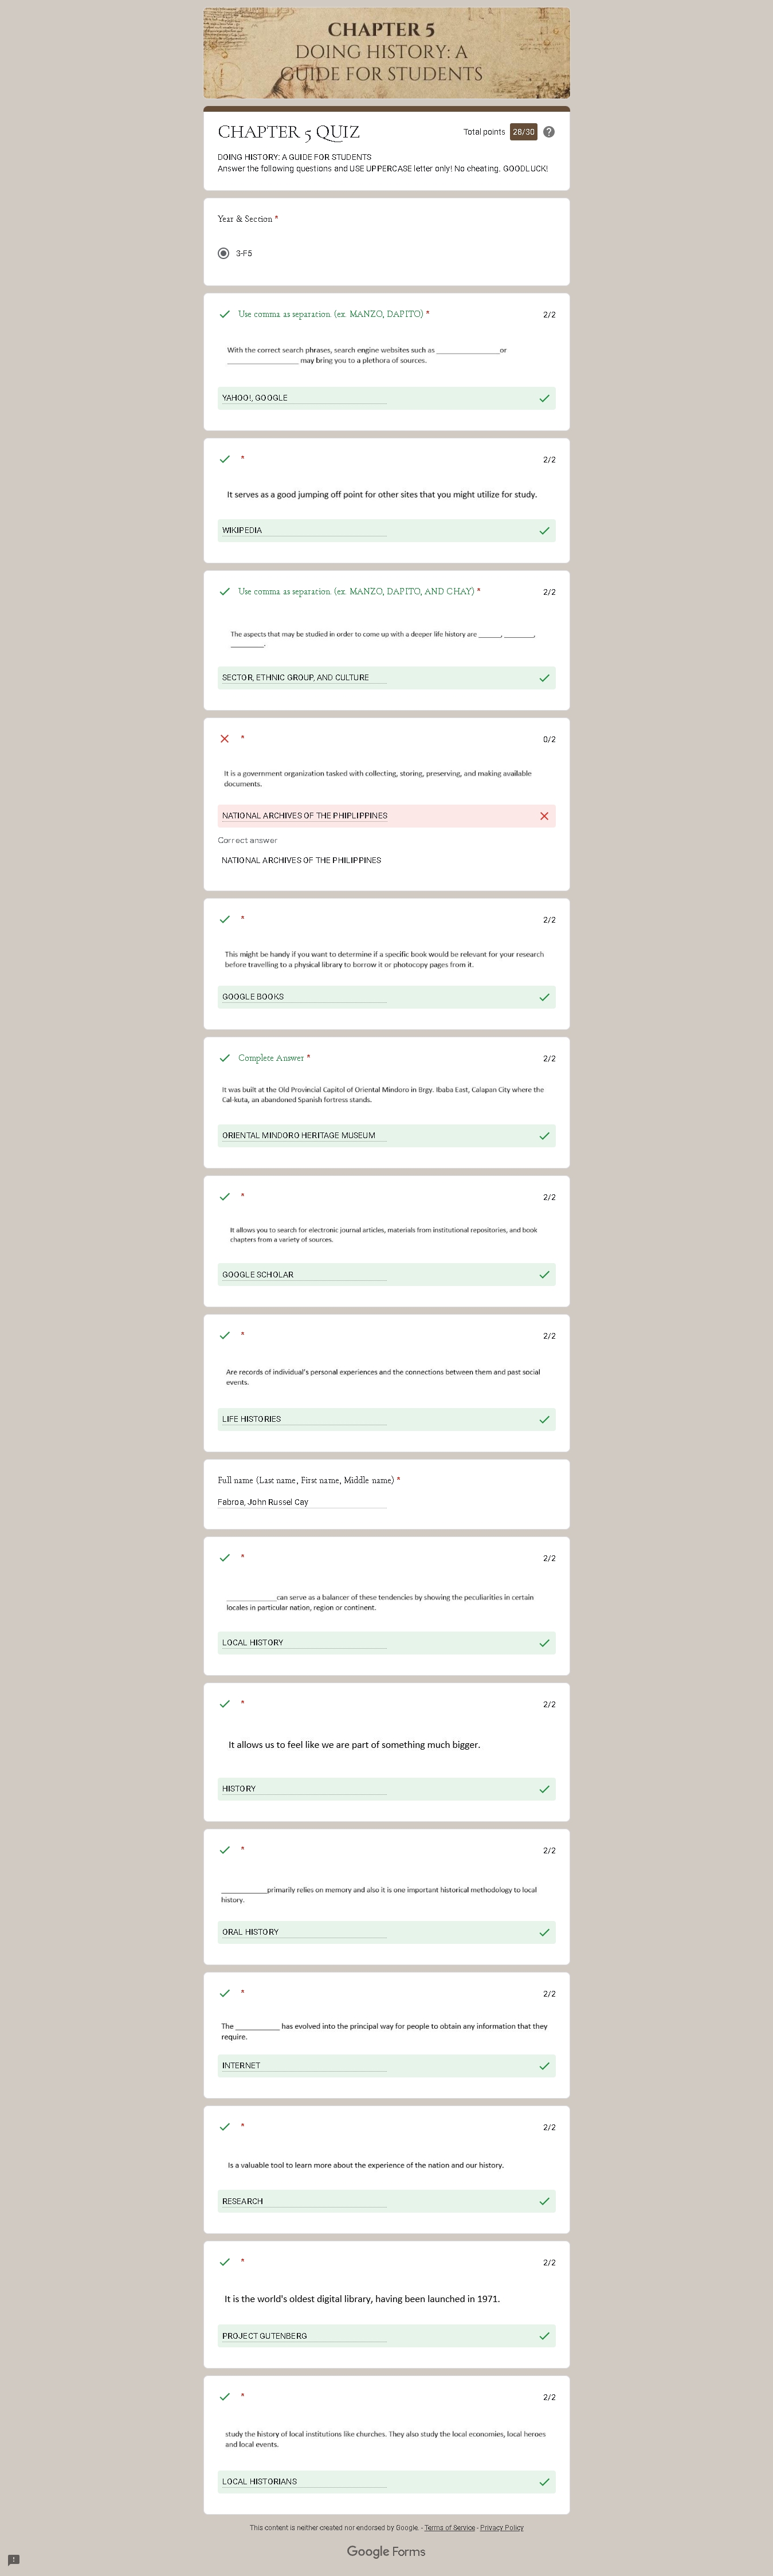 CHAPTER 5
DOING HISTORY: A
GUIDE FOR STUDENTS
CHAPTER 5 QUIZ
Total points 28/30 ?
DOING HISTORY: A GUIDE FOR STUDENTS
Answer the following questions and USE UPPERCASE letter only! No cheating. GOODLUCK!
Year & Section *
3-F5
Use comma as separation. (ex. MANZO, DAPITO) *
2/2
With the correct search phrases, search engine websites such as ________________or
__________________ may bring you to a plethora of sources.
YAHOO!, GOOGLE
*
2/2
It serves as a good jumping off point for other sites that you might utilize for study.
WIKIPEDIA
Use comma as separation. (ex. MANZO, DAPITO, AND CHAY) *
2/2
The aspects that may be studied in order to come up with a deeper life history are ______, ________,
_________.
SECTOR, ETHNIC GROUP, AND CULTURE
*
0/2
It is a government organization tasked with collecting, storing, preserving, and making available
documents.
NATIONAL ARCHIVES OF THE PHIPLIPPINES
Correct answer
NATIONAL ARCHIVES OF THE PHILIPPINES
*
2/2
This might be handy if you want to determine if a specific book would be relevant for your research
before travelling to a physical library to borrow it or photocopy pages from it.
GOOGLE BOOKS
Complete Answer *
2/2
It was built at the Old Provincial Capitol of Oriental Mindoro in Brgy. Ibaba East, Calapan City where the
Cal-kuta, an abandoned Spanish fortress stands.
ORIENTAL MINDORO HERITAGE MUSEUM
*
2/2
It allows you to search for electronic journal articles, materials from institutional repositories, and book
chapters from a variety of sources.
GOOGLE SCHOLAR
*
2/2
Are records of individual's personal experiences and the connections between them and past social
events.
LIFE HISTORIES
Full name (Last name, First name, Middle name) *
Fabroa, John Russel Cay
*
2/2
_____________can serve as a balancer of these tendencies by showing the peculiarities in certain
locales in particular nation, region or continent.
LOCAL HISTORY
*
2/2
It allows us to feel like we are part of something much bigger.
HISTORY
*
2/2
____________primarily relies on memory and also it is one important historical methodology to local
history.
ORAL HISTORY
*
2/2
The ___________ has evolved into the principal way for people to obtain any information that they
require.
INTERNET
*
2/2
Is a valuable tool to learn more about the experience of the nation and our history.
RESEARCH
*
2/2
It is the world's oldest digital library, having been launched in 1971.
PROJECT GUTENBERG
*
2/2
study the history of local institutions like churches. They also study the local economies, local heroes
and local events.
LOCAL HISTORIANS
This content is neither created nor endorsed by Google. - Terms of Service - Privacy Policy
Google Forms